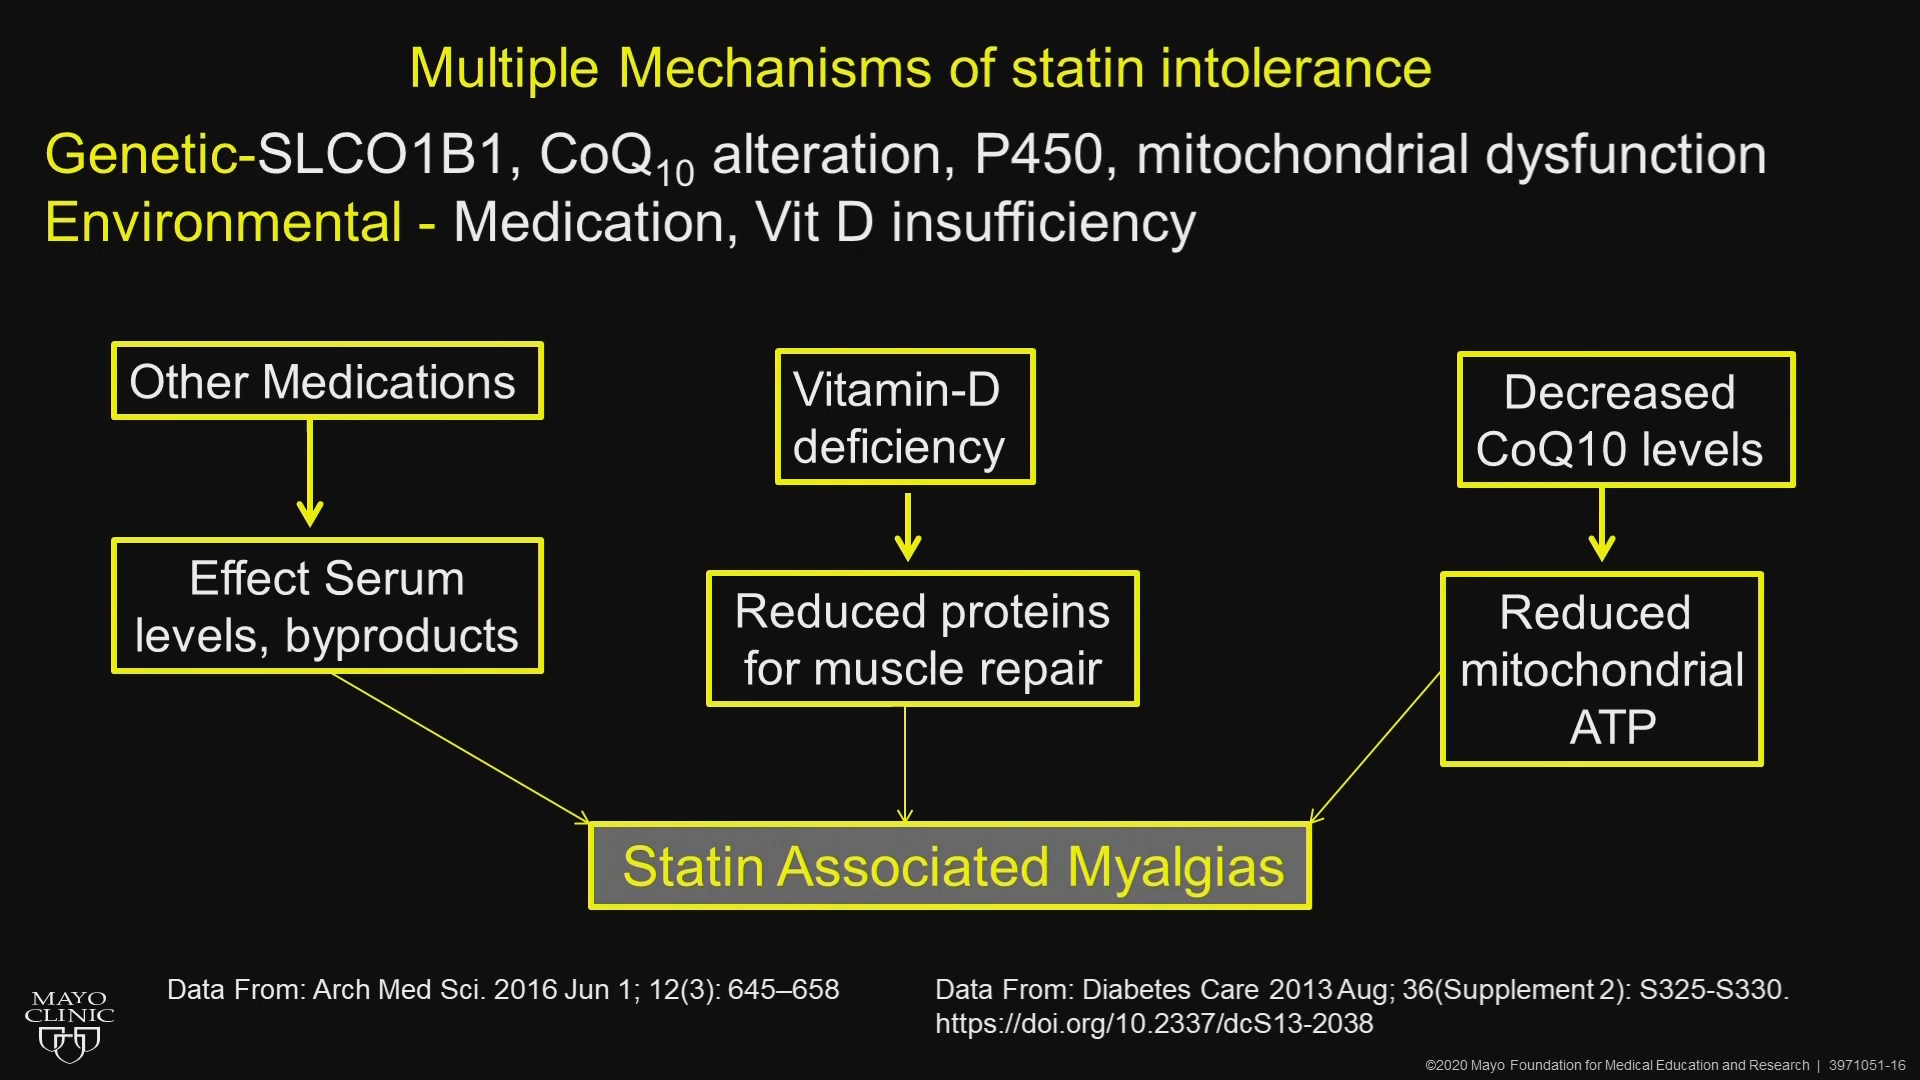 Multiple Mechanisms of statin intolerance
Genetic-SLCO1B1, CoQ10 alteration, P450, mitochondrial dysfunction
Environmental - Medication, Vit D insufficiency
Other Medications
Effect Serum
levels, byproducts
Vitamin-D
deficiency
Reduced proteins
for muscle repair
Decreased
CoQ10 levels
Reduced
mitochondrial
ATP
Statin Associated Myalgias
MAYO
CLINIC
Data From: Arch Med Sci. 2016 Jun 1; 12(3): 645–658
Data From: Diabetes Care 2013 Aug; 36(Supplement 2): S325-S330.
https://doi.org/10.2337/dcS13-2038
©2020 Mayo Foundation for Medical Education and Research | 3971051-16